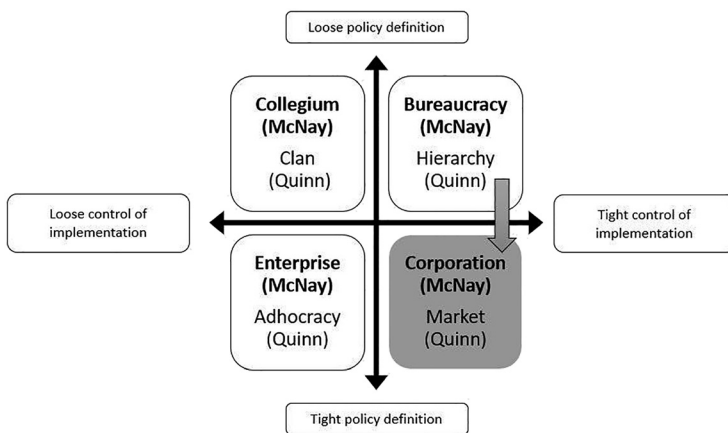 Loose policy definition
Collegium
(McNay)
Clan
(Quinn)
Bureaucracy
(McNay)
Hierarchy
(Quinn)
Loose control of
implementation
Tight control of
implementation
Enterprise
(McNay)
Adhocracy
(Quinn)
Corporation
(McNay)
Market
(Quinn)
Tight policy definition